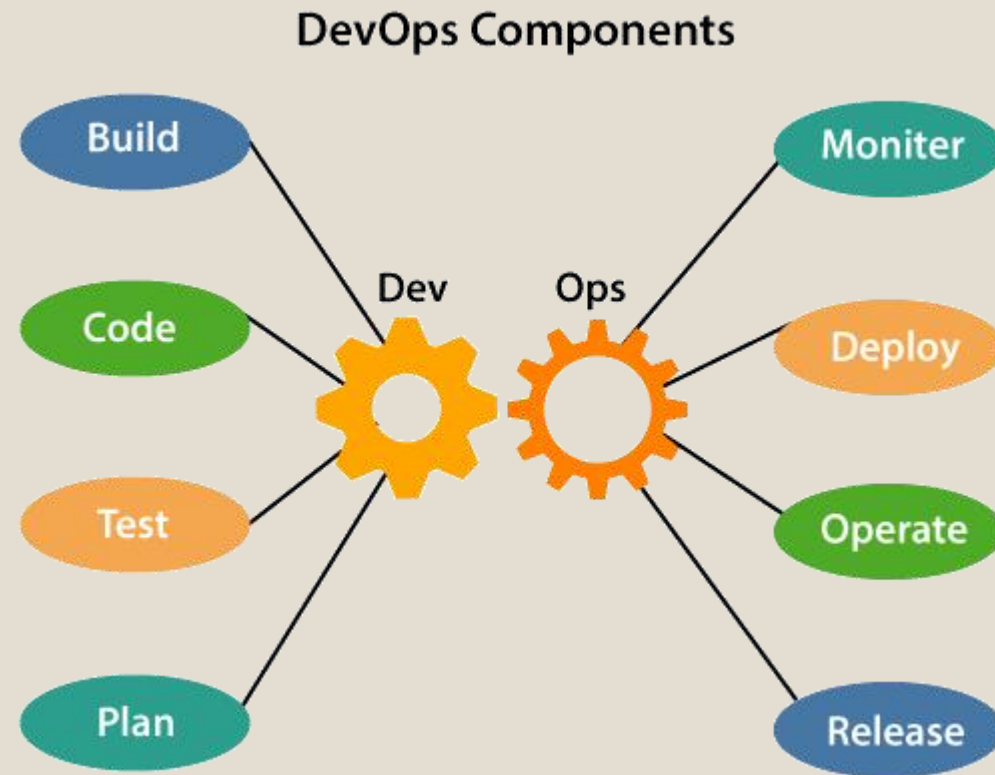 DevOps Components
Build
Moniter
Dev
Ops
Code
Deploy
Test
Operate
Plan
Release